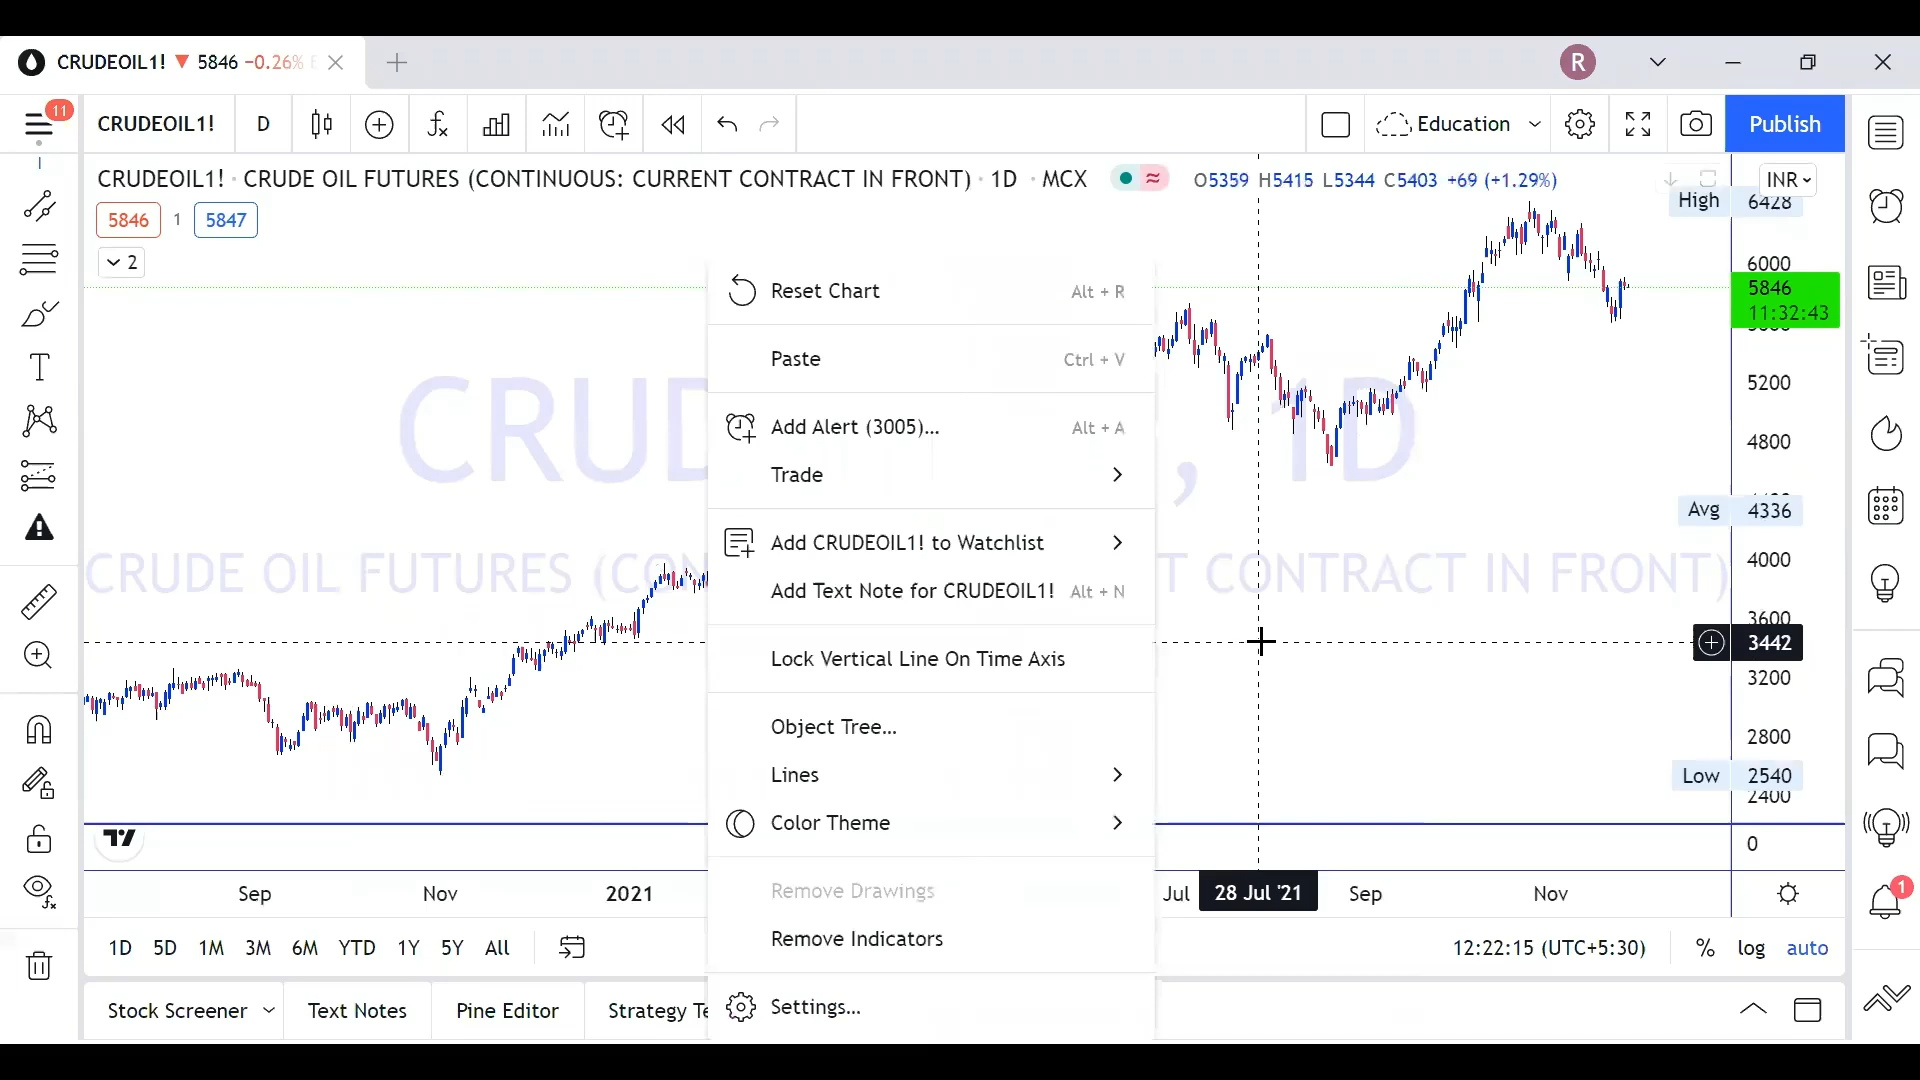 CRUDEOIL1! ▼ 5846 −0.26%
R
11
CRUDEOIL1! D
Education
Publish
CRUDEOIL1! · CRUDE OIL FUTURES (CONTINUOUS: CURRENT CONTRACT IN FRONT) · 1D · MCX
O5359 H5415 L5344 C5403 +69 (+1.29%)
INR
High 6428
5846 1 5847
2
6000
5846
11:32:43
5200
4800
Avg 4336
4000
3600
3442
3200
2800
Low 2540
2400
0
CRUD , 1D
CRUDE OIL FUTURES (CO T CONTRACT IN FRONT)
Reset Chart Alt + R
Paste Ctrl + V
Add Alert (3005)... Alt + A
Trade
Add CRUDEOIL1! to Watchlist
Add Text Note for CRUDEOIL1! Alt + N
Lock Vertical Line On Time Axis
Object Tree...
Lines
Color Theme
Remove Drawings
Remove Indicators
Settings...
Sep Nov 2021 Jul 28 Jul '21 Sep Nov
1D 5D 1M 3M 6M YTD 1Y 5Y All
12:22:15 (UTC+5:30) % log auto
Stock Screener Text Notes Pine Editor Strategy Te
1